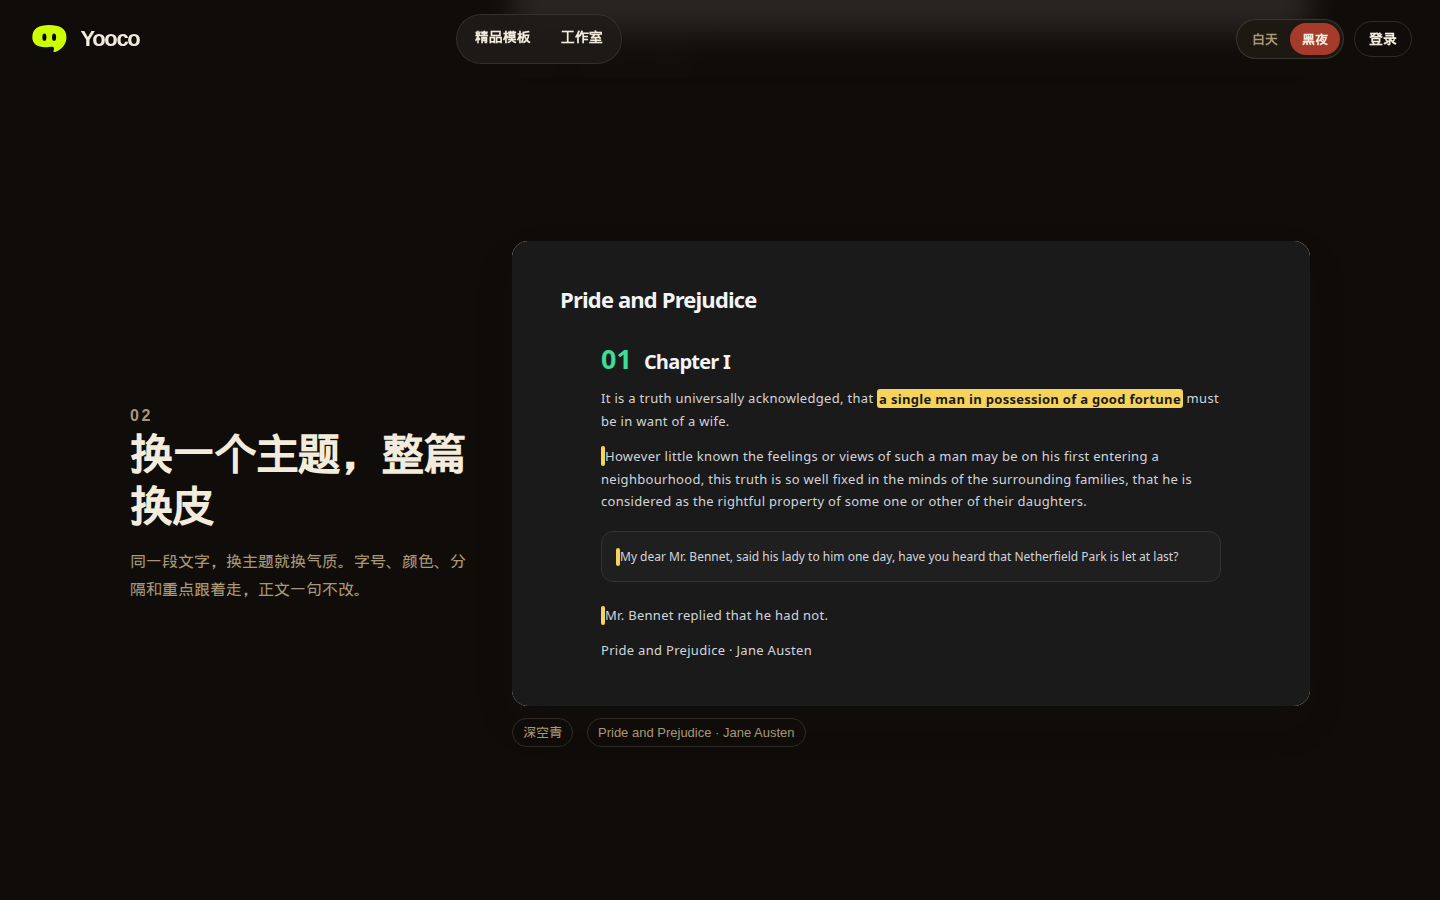 Yooco
精品模板
工作室
白天
黑夜
登录
02
换一个主题，整篇
换皮
同一段文字，换主题就换气质。字号、颜色、分
隔和重点跟着走，正文一句不改。
Pride and Prejudice
01 Chapter I
It is a truth universally acknowledged, that a single man in possession of a good fortune must
be in want of a wife.
However little known the feelings or views of such a man may be on his first entering a
neighbourhood, this truth is so well fixed in the minds of the surrounding families, that he is
considered as the rightful property of some one or other of their daughters.
My dear Mr. Bennet, said his lady to him one day, have you heard that Netherfield Park is let at last?
Mr. Bennet replied that he had not.
Pride and Prejudice · Jane Austen
深空青
Pride and Prejudice · Jane Austen